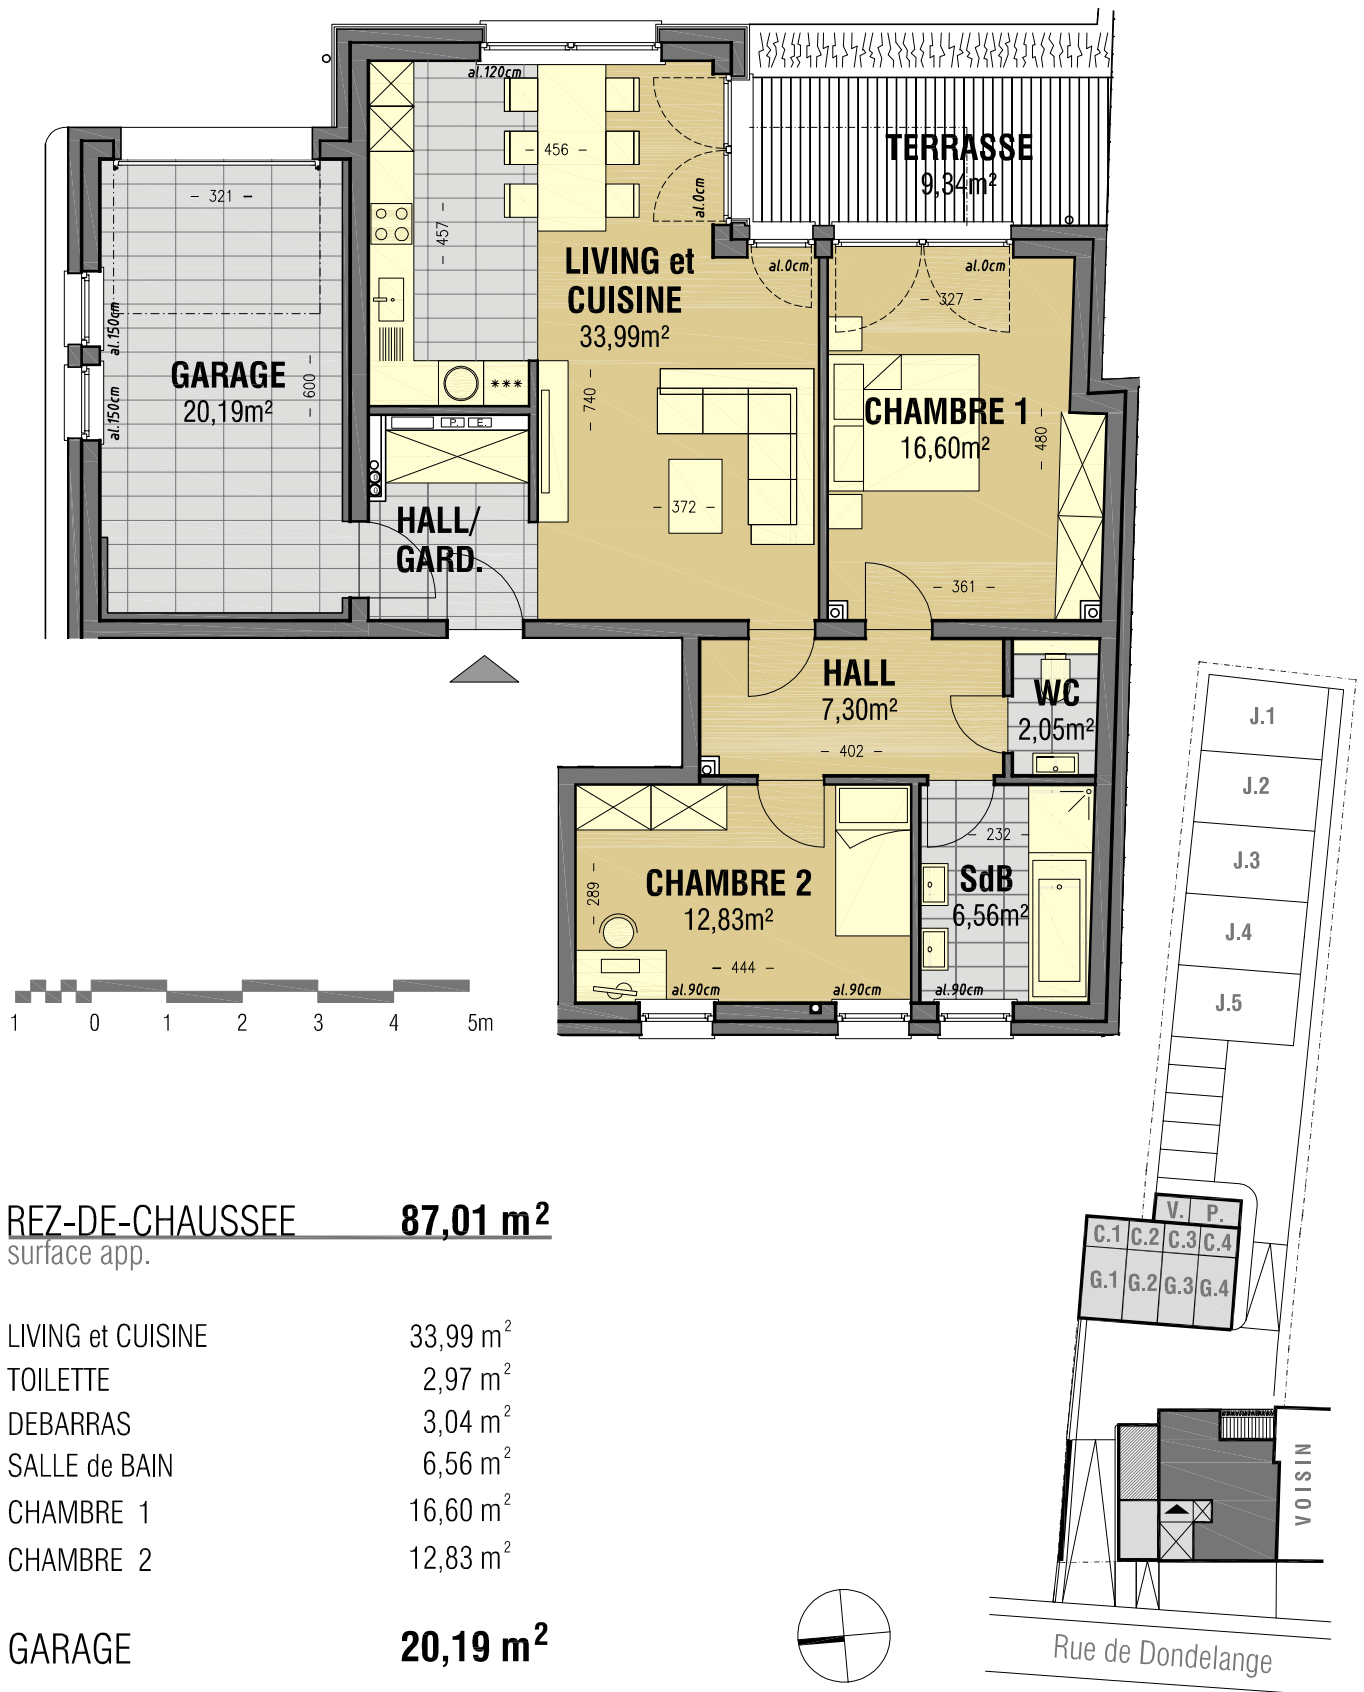 al.120cm
TERRASSE
9,34m²
- 456 -
- 321 -
al.0cm
- 457 -
LIVING et
CUISINE
33,99m²
al.0cm
al.0cm
- 327 -
al.150cm
GARAGE
20,19m²
- 600 -
al.150cm
***
- 740 -
CHAMBRE 1
16,60m²
- 480 -
P.
E.
- 372 -
HALL/
GARD.
- 361 -
HALL
7,30m²
- 402 -
WC
2,05m²
- 232 -
CHAMBRE 2
12,83m²
- 289 -
SdB
6,56m²
- 444 -
al.90cm
al.90cm
al.90cm
1 0 1 2 3 4 5m
J.1
J.2
J.3
J.4
J.5
V. P.
C.1 C.2 C.3 C.4
G.1 G.2 G.3 G.4
VOISIN
Rue de Dondelange
REZ-DE-CHAUSSEE 87,01 m²
surface app.
LIVING et CUISINE 33,99 m²
TOILETTE 2,97 m²
DEBARRAS 3,04 m²
SALLE de BAIN 6,56 m²
CHAMBRE 1 16,60 m²
CHAMBRE 2 12,83 m²
GARAGE 20,19 m²